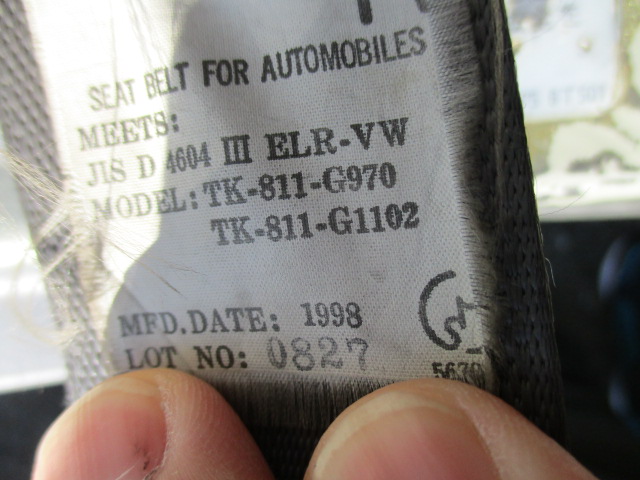 SEAT BELT FOR AUTOMOBILES
MEETS:
JIS D 4604 III ELR-VW
MODEL: TK-811-G970
TK-811-G1102
MFD.DATE: 1998
LOT NO: 0827